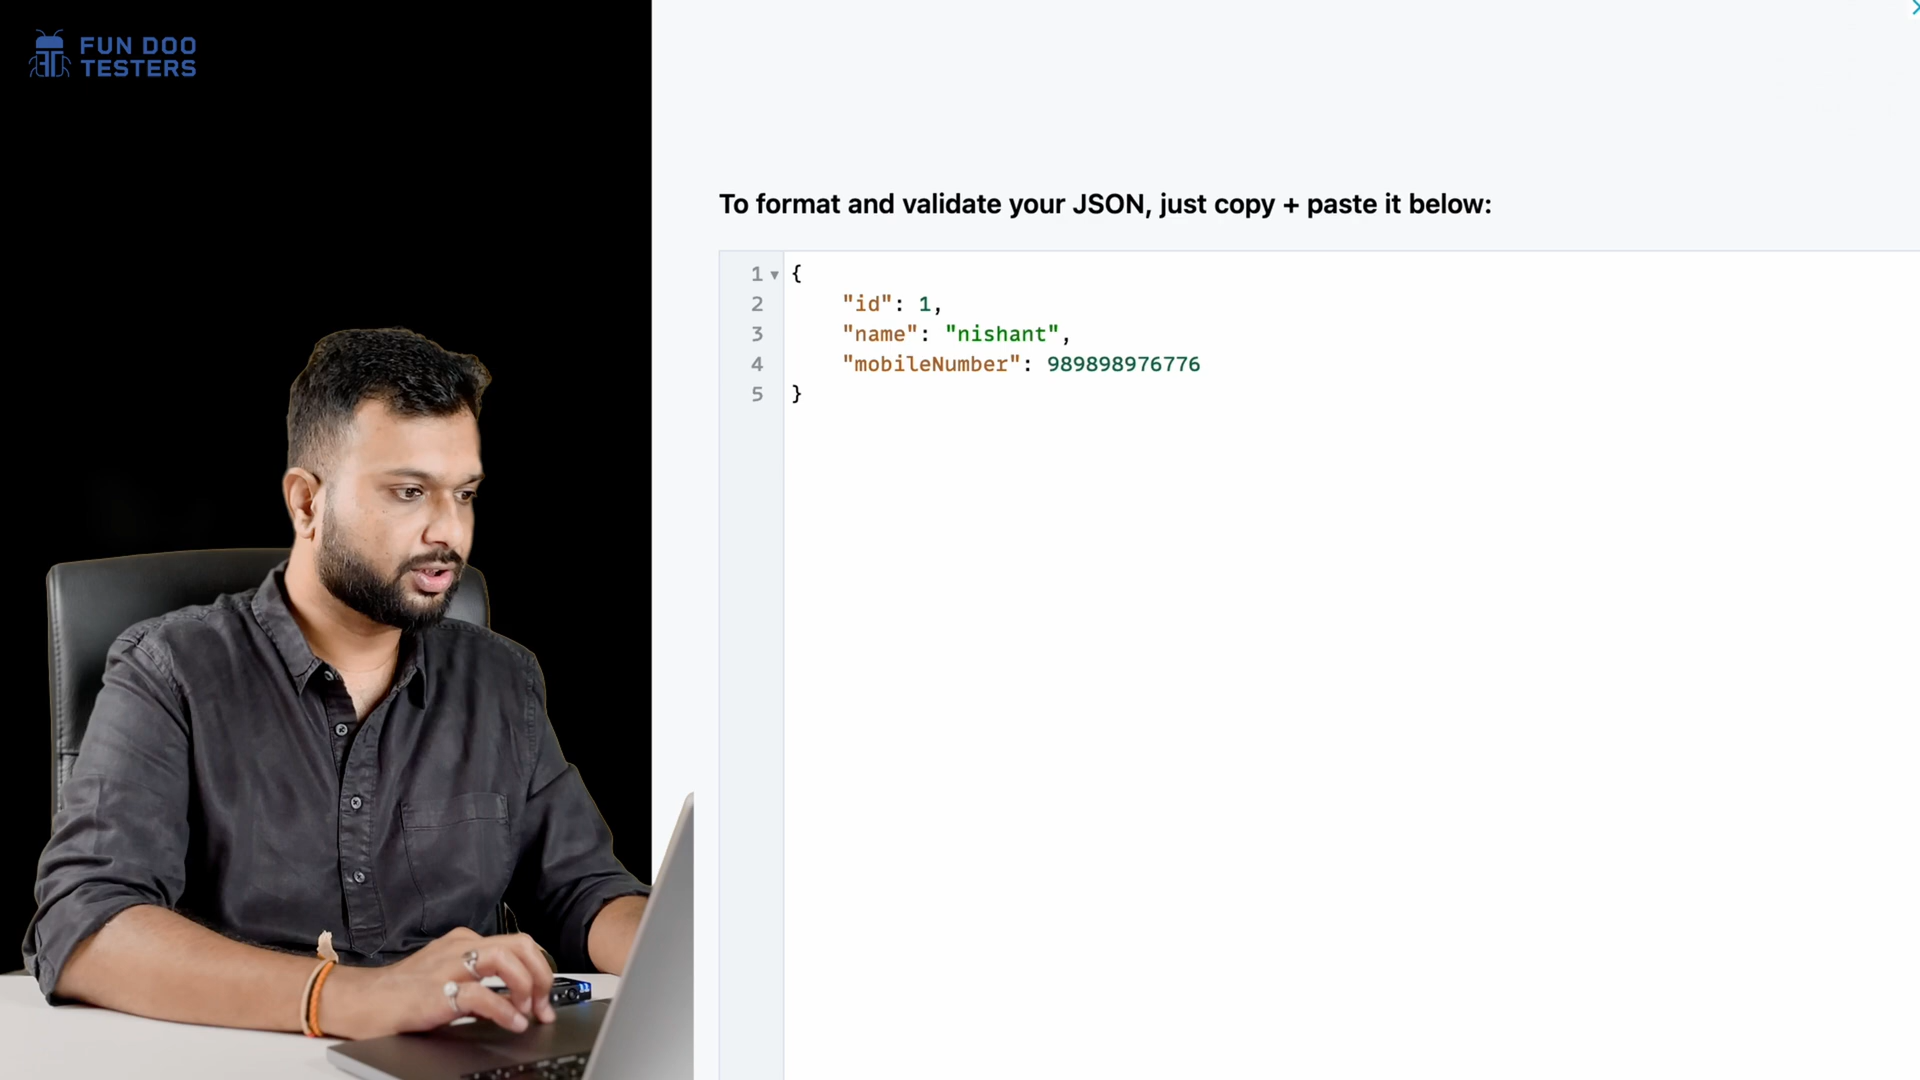 FUN DOO
TESTERS
To format and validate your JSON, just copy + paste it below:
1 {
2 "id": 1,
3 "name": "nishant",
4 "mobileNumber": 989898976776
5 }